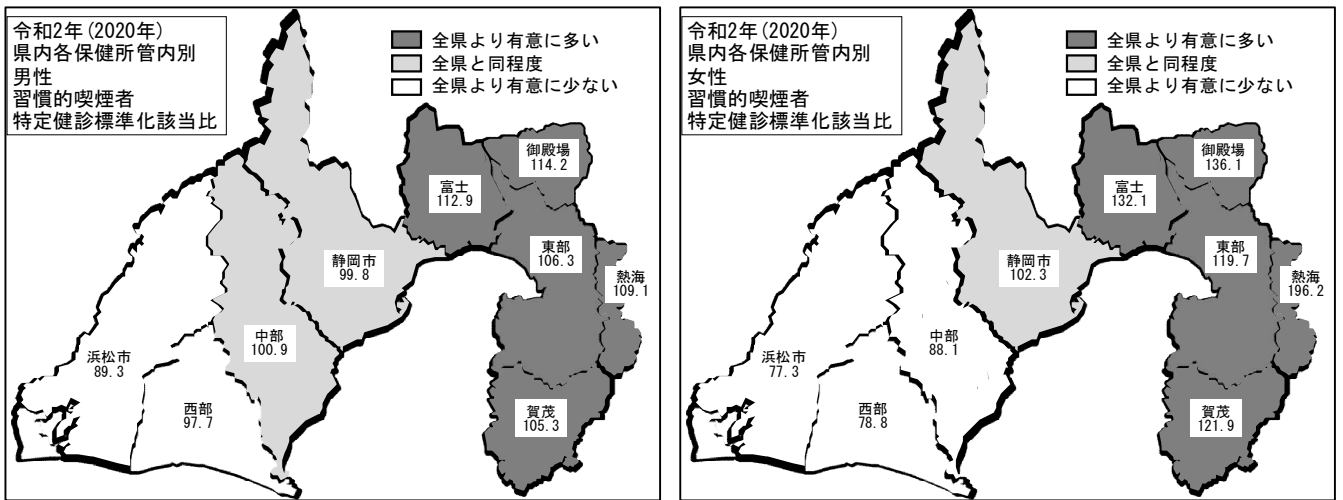 令和2年(2020年)
県内各保健所管内別
男性
習慣的喫煙者
特定健診標準化該当比
全県より有意に多い
全県と同程度
全県より有意に少ない
御殿場
114.2
富士
112.9
東部
106.3
熱海
109.1
静岡市
99.8
中部
100.9
浜松市
89.3
西部
97.7
賀茂
105.3
令和2年(2020年)
県内各保健所管内別
女性
習慣的喫煙者
特定健診標準化該当比
全県より有意に多い
全県と同程度
全県より有意に少ない
御殿場
136.1
富士
132.1
東部
119.7
熱海
196.2
静岡市
102.3
中部
88.1
浜松市
77.3
西部
78.8
賀茂
121.9